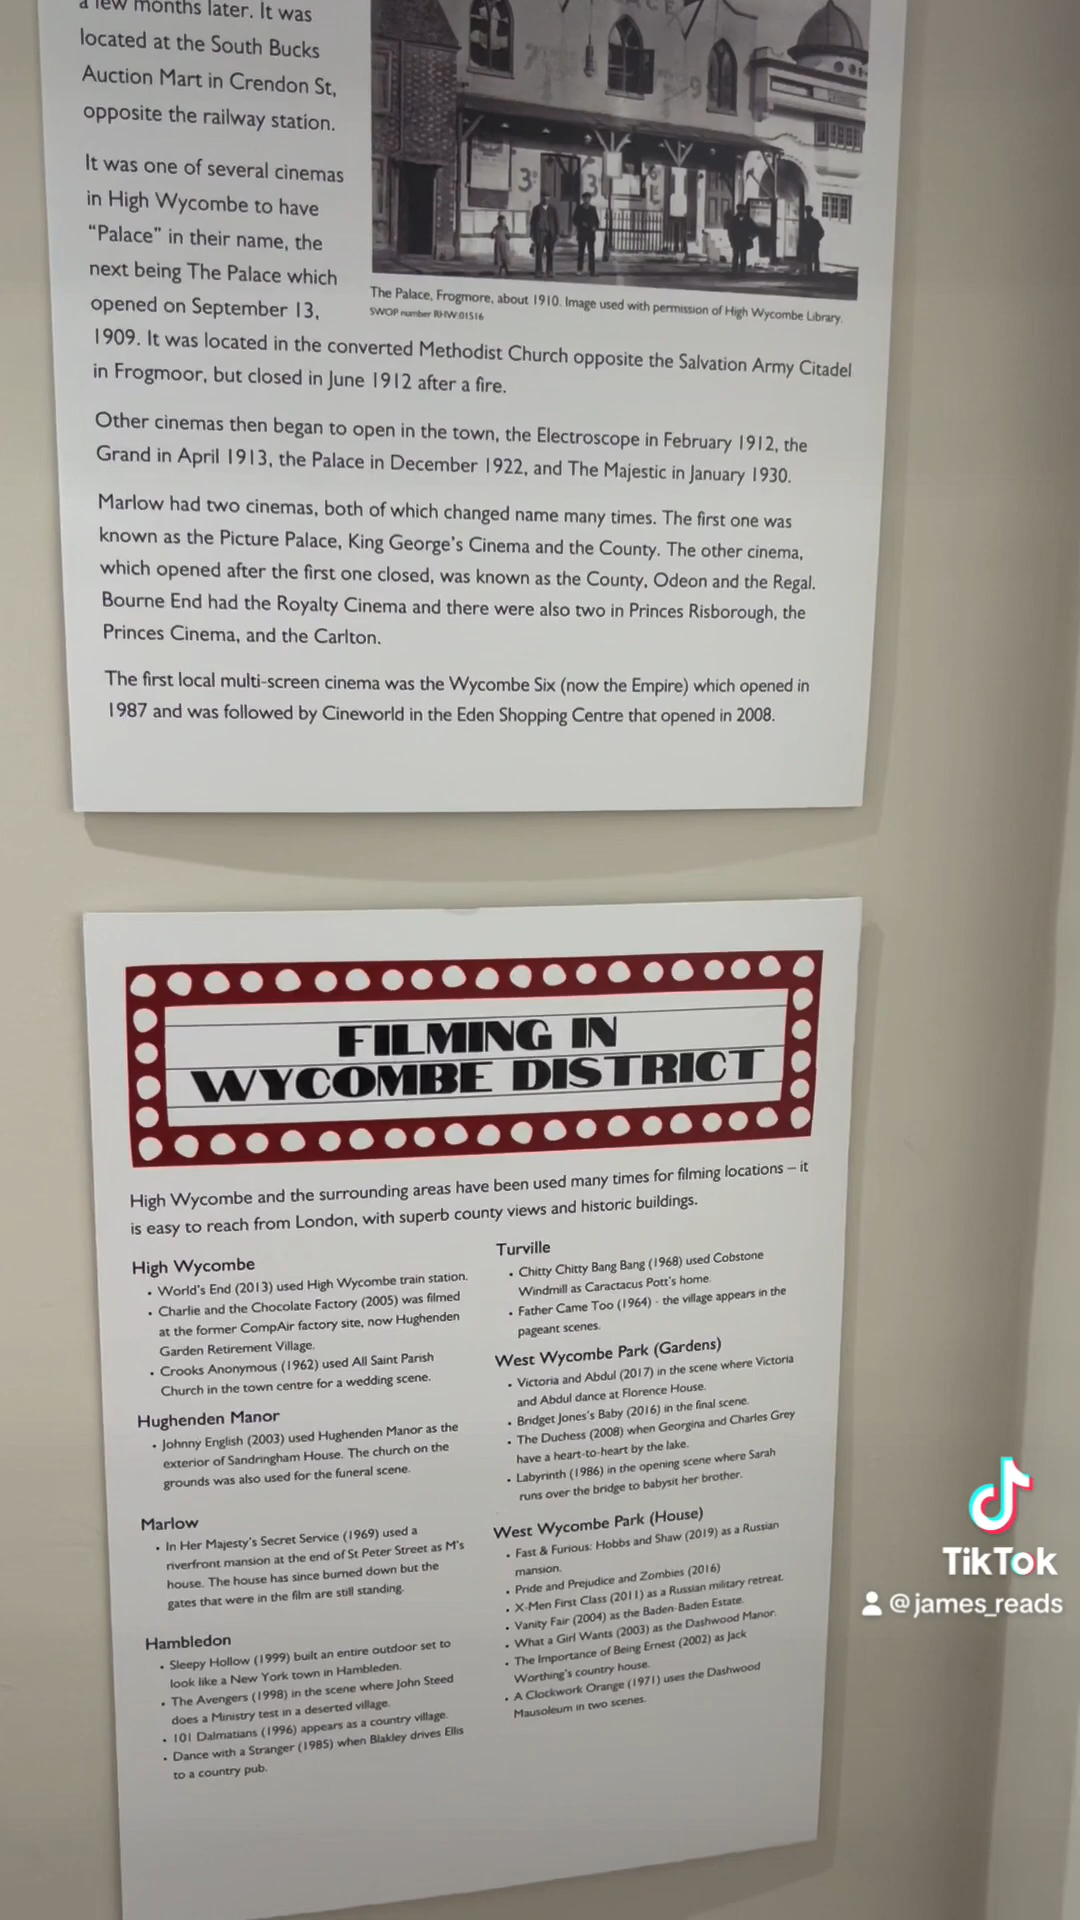 a few months later. It was
located at the South Bucks
Auction Mart in Crendon St,
opposite the railway station.
It was one of several cinemas
in High Wycombe to have
“Palace” in their name, the
next being The Palace which
opened on September 13,
1909. It was located in the converted Methodist Church opposite the Salvation Army Citadel
in Frogmoor, but closed in June 1912 after a fire.
The Palace, Frogmore, about 1910. Image used with permission of High Wycombe Library.
SWOP number RHW:01516
Other cinemas then began to open in the town, the Electroscope in February 1912, the
Grand in April 1913, the Palace in December 1922, and The Majestic in January 1930.
Marlow had two cinemas, both of which changed name many times. The first one was
known as the Picture Palace, King George’s Cinema and the County. The other cinema,
which opened after the first one closed, was known as the County, Odeon and the Regal.
Bourne End had the Royalty Cinema and there were also two in Princes Risborough, the
Princes Cinema, and the Carlton.
The first local multi-screen cinema was the Wycombe Six (now the Empire) which opened in
1987 and was followed by Cineworld in the Eden Shopping Centre that opened in 2008.
FILMING IN
WYCOMBE DISTRICT
High Wycombe and the surrounding areas have been used many times for filming locations – it
is easy to reach from London, with superb county views and historic buildings.
High Wycombe
• World’s End (2013) used High Wycombe train station.
• Charlie and the Chocolate Factory (2005) was filmed
at the former CompAir factory site, now Hughenden
Garden Retirement Village.
• Crooks Anonymous (1962) used All Saint Parish
Church in the town centre for a wedding scene.
Hughenden Manor
• Johnny English (2003) used Hughenden Manor as the
exterior of Sandringham House. The church on the
grounds was also used for the funeral scene.
Marlow
• In Her Majesty’s Secret Service (1969) used a
riverfront mansion at the end of St Peter Street as M’s
house. The house has since burned down but the
gates that were in the film are still standing.
Hambledon
• Sleepy Hollow (1999) built an entire outdoor set to
look like a New York town in Hambleden.
• The Avengers (1998) in the scene where John Steed
does a Ministry test in a deserted village.
• 101 Dalmatians (1996) appears as a country village.
• Dance with a Stranger (1985) when Blakley drives Ellis
to a country pub.
Turville
• Chitty Chitty Bang Bang (1968) used Cobstone
Windmill as Caractacus Pott’s home.
• Father Came Too (1964) - the village appears in the
pageant scenes.
West Wycombe Park (Gardens)
• Victoria and Abdul (2017) in the scene where Victoria
and Abdul dance at Florence House.
• Bridget Jones’s Baby (2016) in the final scene.
• The Duchess (2008) when Georgina and Charles Grey
have a heart-to-heart by the lake.
• Labyrinth (1986) in the opening scene where Sarah
runs over the bridge to babysit her brother.
West Wycombe Park (House)
• Fast & Furious: Hobbs and Shaw (2019) as a Russian
mansion.
• Pride and Prejudice and Zombies (2016)
• X-Men First Class (2011) as a Russian military retreat.
• Vanity Fair (2004) as the Baden-Baden Estate.
• What a Girl Wants (2003) as the Dashwood Manor.
• The Importance of Being Ernest (2002) as Jack
Worthing’s country house.
• A Clockwork Orange (1971) uses the Dashwood
Mausoleum in two scenes.
TikTok
@james_reads